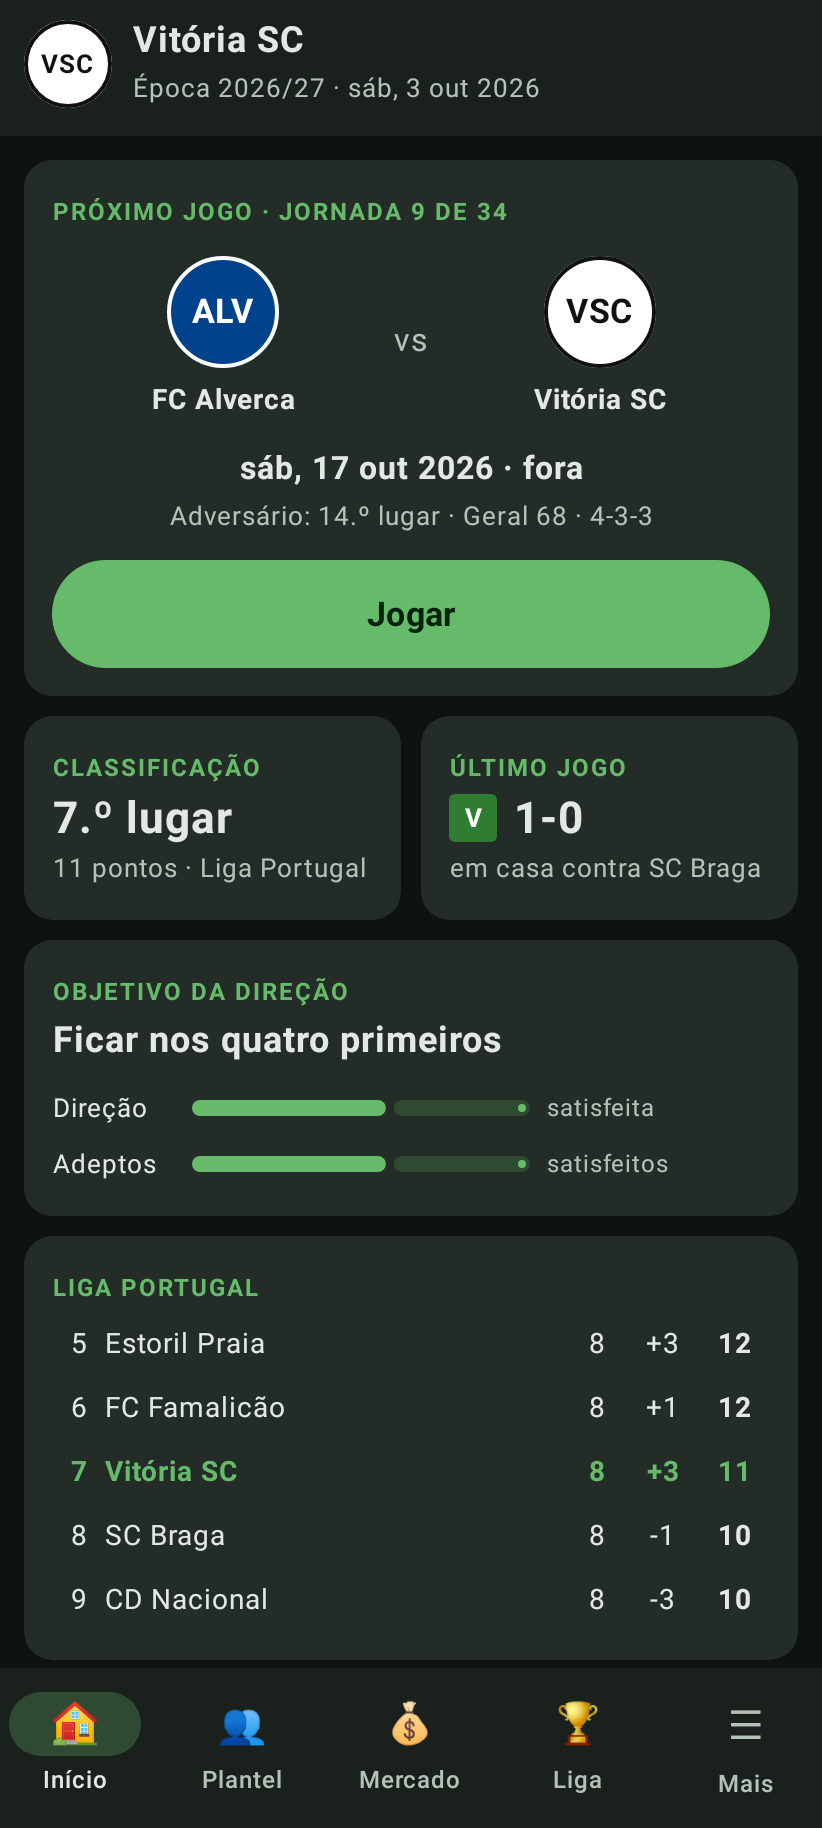 VSC
Vitória SC
Época 2026/27 · sáb, 3 out 2026
PRÓXIMO JOGO · JORNADA 9 DE 34
ALV
vs
VSC
FC Alverca
Vitória SC
sáb, 17 out 2026 · fora
Adversário: 14.º lugar · Geral 68 · 4-3-3
Jogar
CLASSIFICAÇÃO
7.º lugar
11 pontos · Liga Portugal
ÚLTIMO JOGO
V 1-0
em casa contra SC Braga
OBJETIVO DA DIREÇÃO
Ficar nos quatro primeiros
Direção satisfeita
Adeptos satisfeitos
LIGA PORTUGAL
5 Estoril Praia 8 +3 12
6 FC Famalicão 8 +1 12
7 Vitória SC 8 +3 11
8 SC Braga 8 -1 10
9 CD Nacional 8 -3 10
Início Plantel Mercado Liga Mais